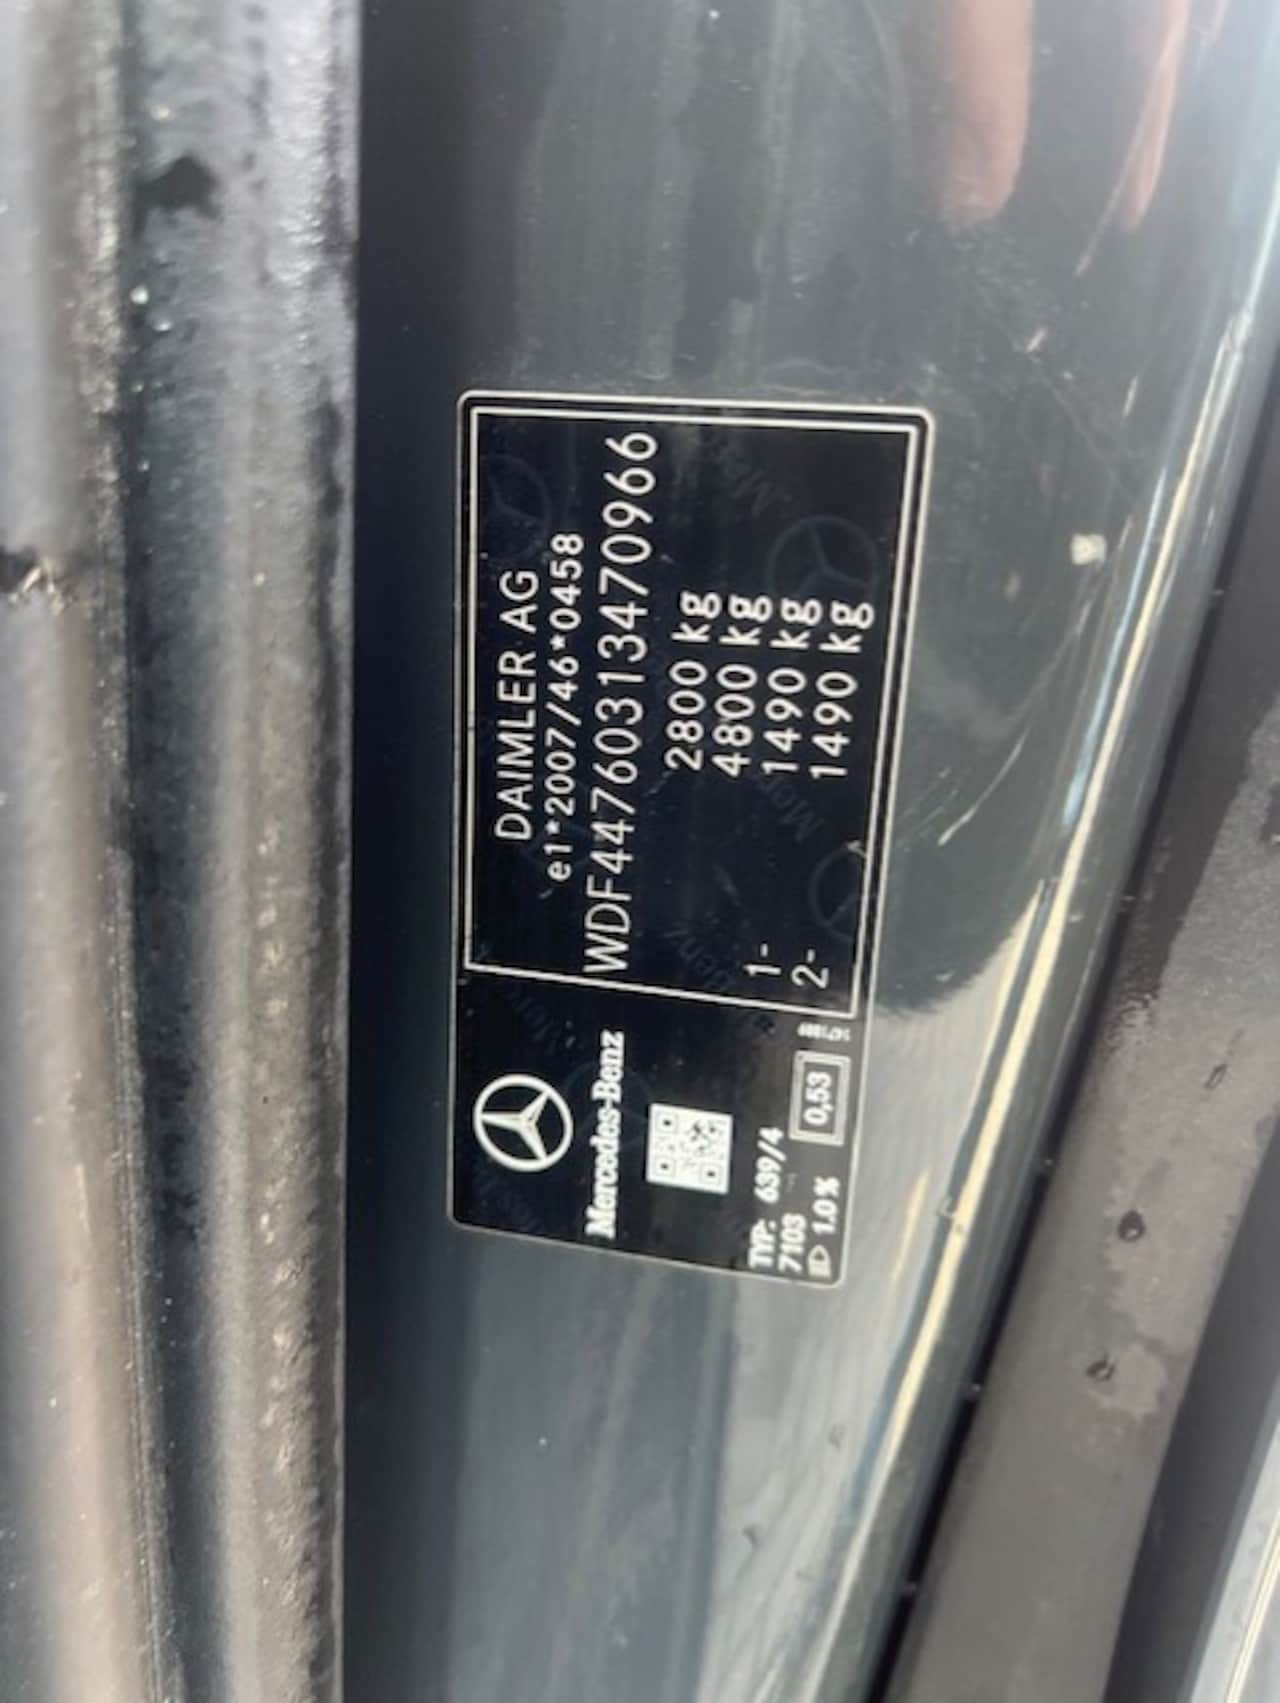 DAIMLER AG
e1*2007/46*0458
WDF44760313470966
2800 kg
4800 kg
1- 1490 kg
2- 1490 kg
Mercedes-Benz
TYP: 639/4
7103
1.0%
0,53